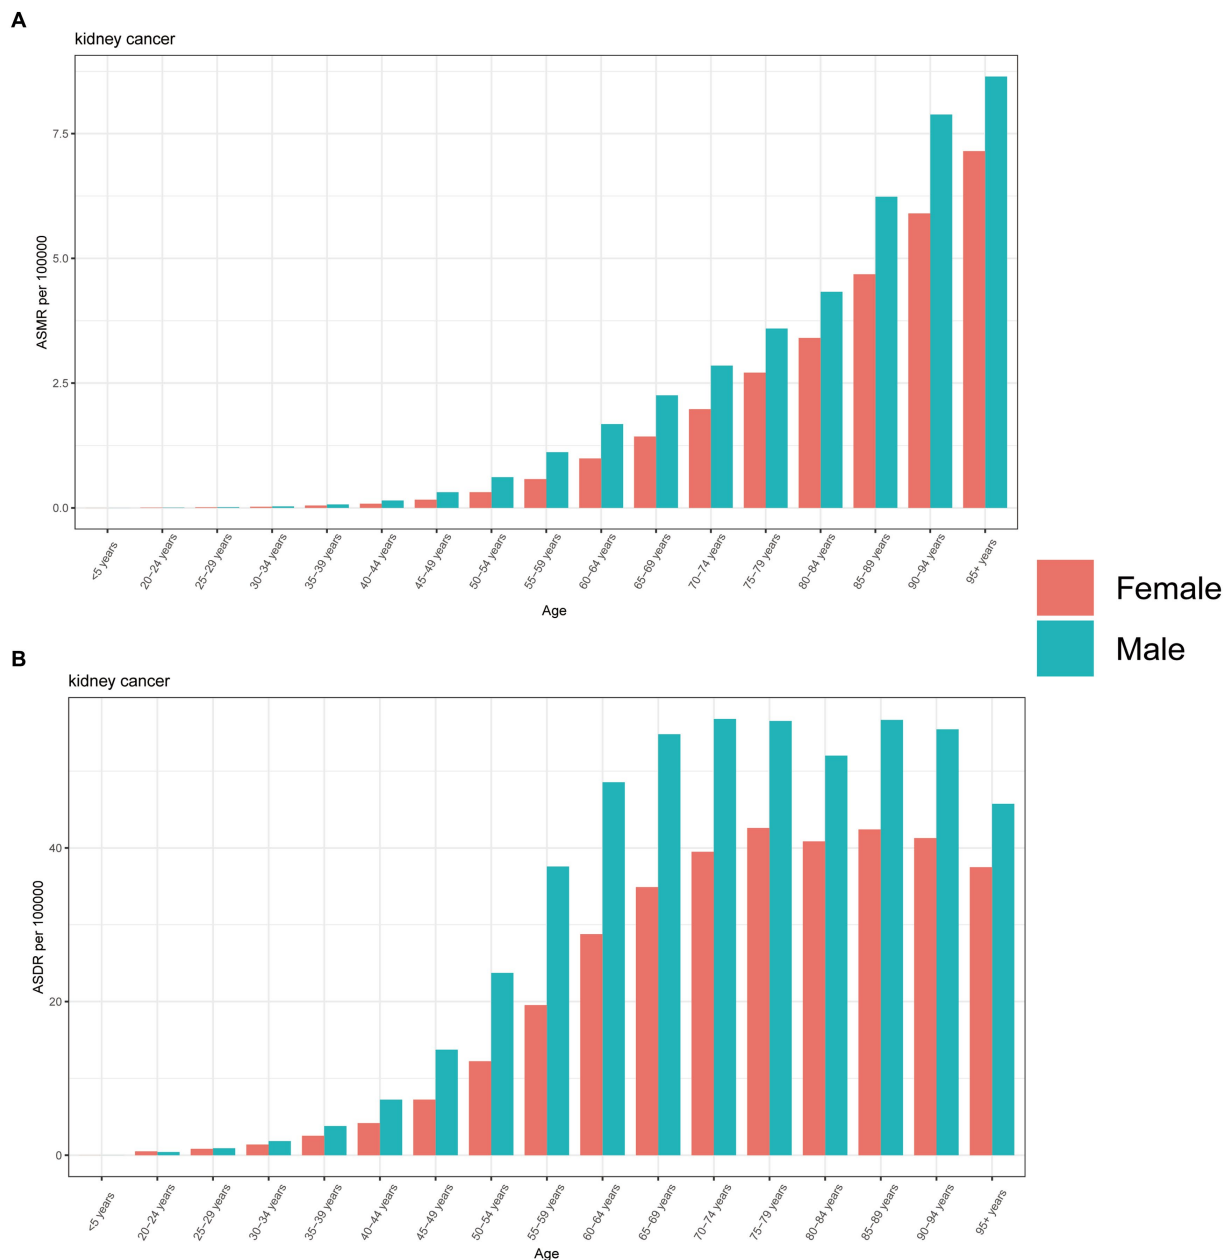 A
kidney cancer
ASMR per 100000
7.5
5.0
2.5
0.0
<5 years
20−24 years
25−29 years
30−34 years
35−39 years
40−44 years
45−49 years
50−54 years
55−59 years
60−64 years
65−69 years
70−74 years
75−79 years
80−84 years
85−89 years
90−94 years
95+ years
Age
Female
Male
B
kidney cancer
ASDR per 100000
40
20
0
<5 years
20−24 years
25−29 years
30−34 years
35−39 years
40−44 years
45−49 years
50−54 years
55−59 years
60−64 years
65−69 years
70−74 years
75−79 years
80−84 years
85−89 years
90−94 years
95+ years
Age